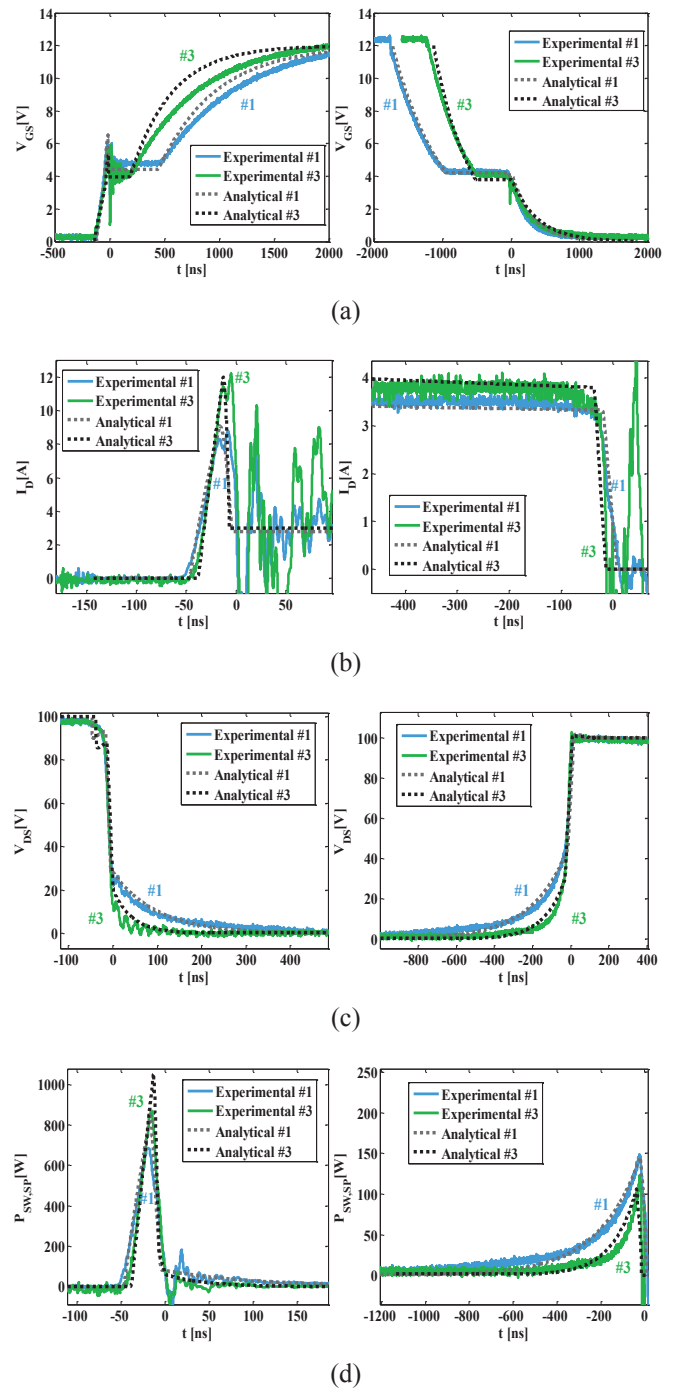 14
12
10
8
6
4
2
0
V_GS[V]
#3
#1
Experimental #1
Experimental #3
Analytical #1
Analytical #3
-500 0 500 1000 1500 2000
t [ns]
14
12
10
8
6
4
2
0
V_GS[V]
Experimental #1
Experimental #3
Analytical #1
Analytical #3
#1
#3
-2000 -1000 0 1000 2000
t [ns]
(a)
12
10
8
6
4
2
0
I_D[A]
Experimental #1
Experimental #3
Analytical #1
Analytical #3
#3
#1
-150 -100 -50 0 50
t [ns]
4
2
0
I_D[A]
Experimental #1
Experimental #3
Analytical #1
Analytical #3
#1
#3
-400 -300 -200 -100 0
t [ns]
(b)
100
80
60
40
20
0
V_DS[V]
Experimental #1
Experimental #3
Analytical #1
Analytical #3
#1
#3
-100 0 100 200 300 400
t [ns]
100
80
60
40
20
0
V_DS[V]
Experimental #1
Experimental #3
Analytical #1
Analytical #3
#1
#3
-800 -600 -400 -200 0 200 400
t [ns]
(c)
1000
800
600
400
200
0
P_SW,SP[W]
#3
#1
Experimental #1
Experimental #3
Analytical #1
Analytical #3
-100 -50 0 50 100 150
t [ns]
250
200
150
100
50
0
P_SW,SP[W]
Experimental #1
Experimental #3
Analytical #1
Analytical #3
#1
#3
-1200 -1000 -800 -600 -400 -200 0
t [ns]
(d)